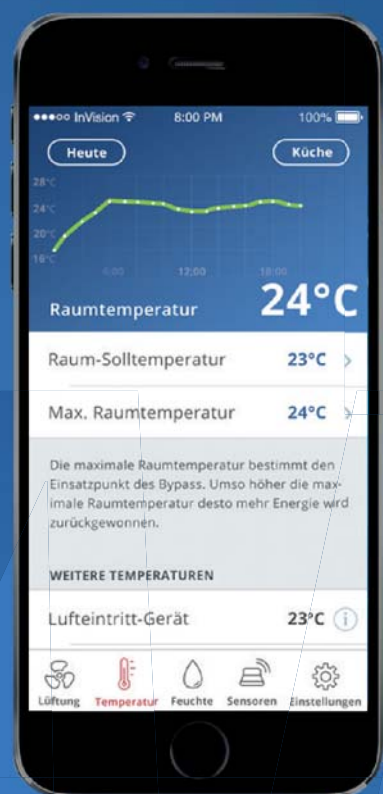 InVision 8:00 PM 100%
Heute Küche
28°C
24°C
20°C
16°C
6:00 12:00 18:00
Raumtemperatur 24°C
Raum-Solltemperatur 23°C
Max. Raumtemperatur 24°C
Die maximale Raumtemperatur bestimmt den
Einsatzpunkt des Bypass. Umso höher die max-
imale Raumtemperatur desto mehr Energie wird
zurückgewonnen.
WEITERE TEMPERATUREN
Lufteintritt-Gerät 23°C i
Lüftung Temperatur Feuchte Sensoren Einstellungen